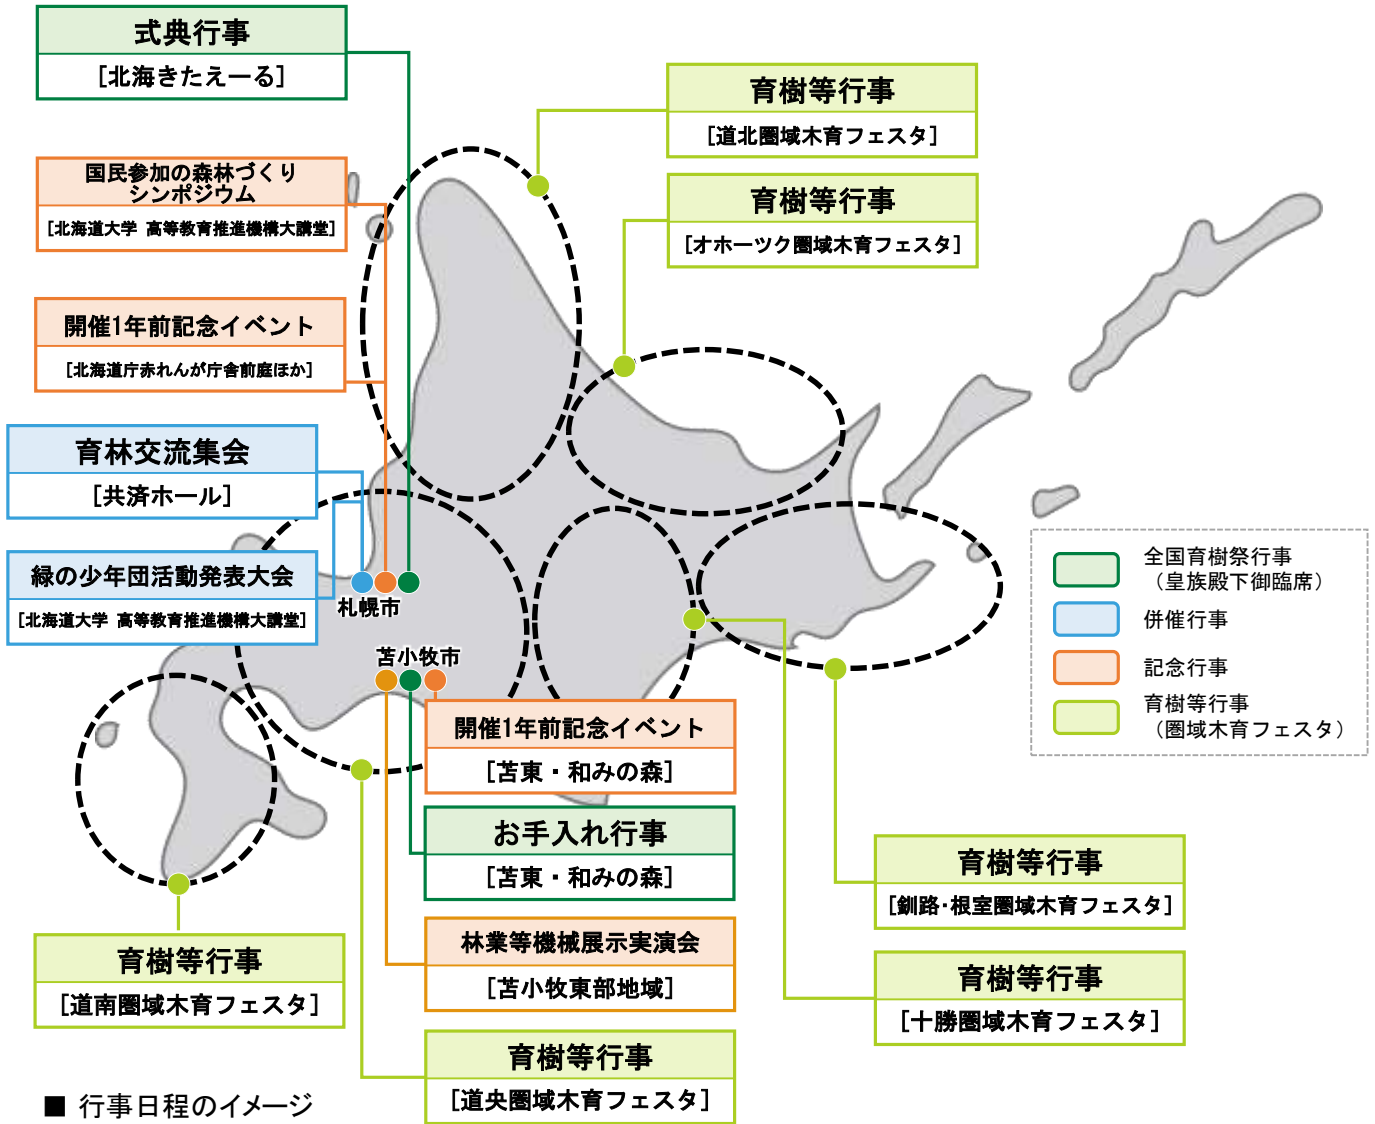 式典行事
[北海きたえーる]
国民参加の森林づくり
シンポジウム
[北海道大学 高等教育推進機構大講堂]
開催1年前記念イベント
[北海道庁赤れんが庁舎前庭ほか]
育林交流集会
[共済ホール]
緑の少年団活動発表大会
[北海道大学 高等教育推進機構大講堂]
育樹等行事
[道北圏域木育フェスタ]
育樹等行事
[オホーツク圏域木育フェスタ]
札幌市
苫小牧市
開催1年前記念イベント
[苫東・和みの森]
お手入れ行事
[苫東・和みの森]
林業等機械展示実演会
[苫小牧東部地域]
育樹等行事
[道央圏域木育フェスタ]
育樹等行事
[道南圏域木育フェスタ]
全国育樹祭行事
(皇族殿下御臨席)
併催行事
記念行事
育樹等行事
(圏域木育フェスタ)
育樹等行事
[釧路・根室圏域木育フェスタ]
育樹等行事
[十勝圏域木育フェスタ]
■ 行事日程のイメージ